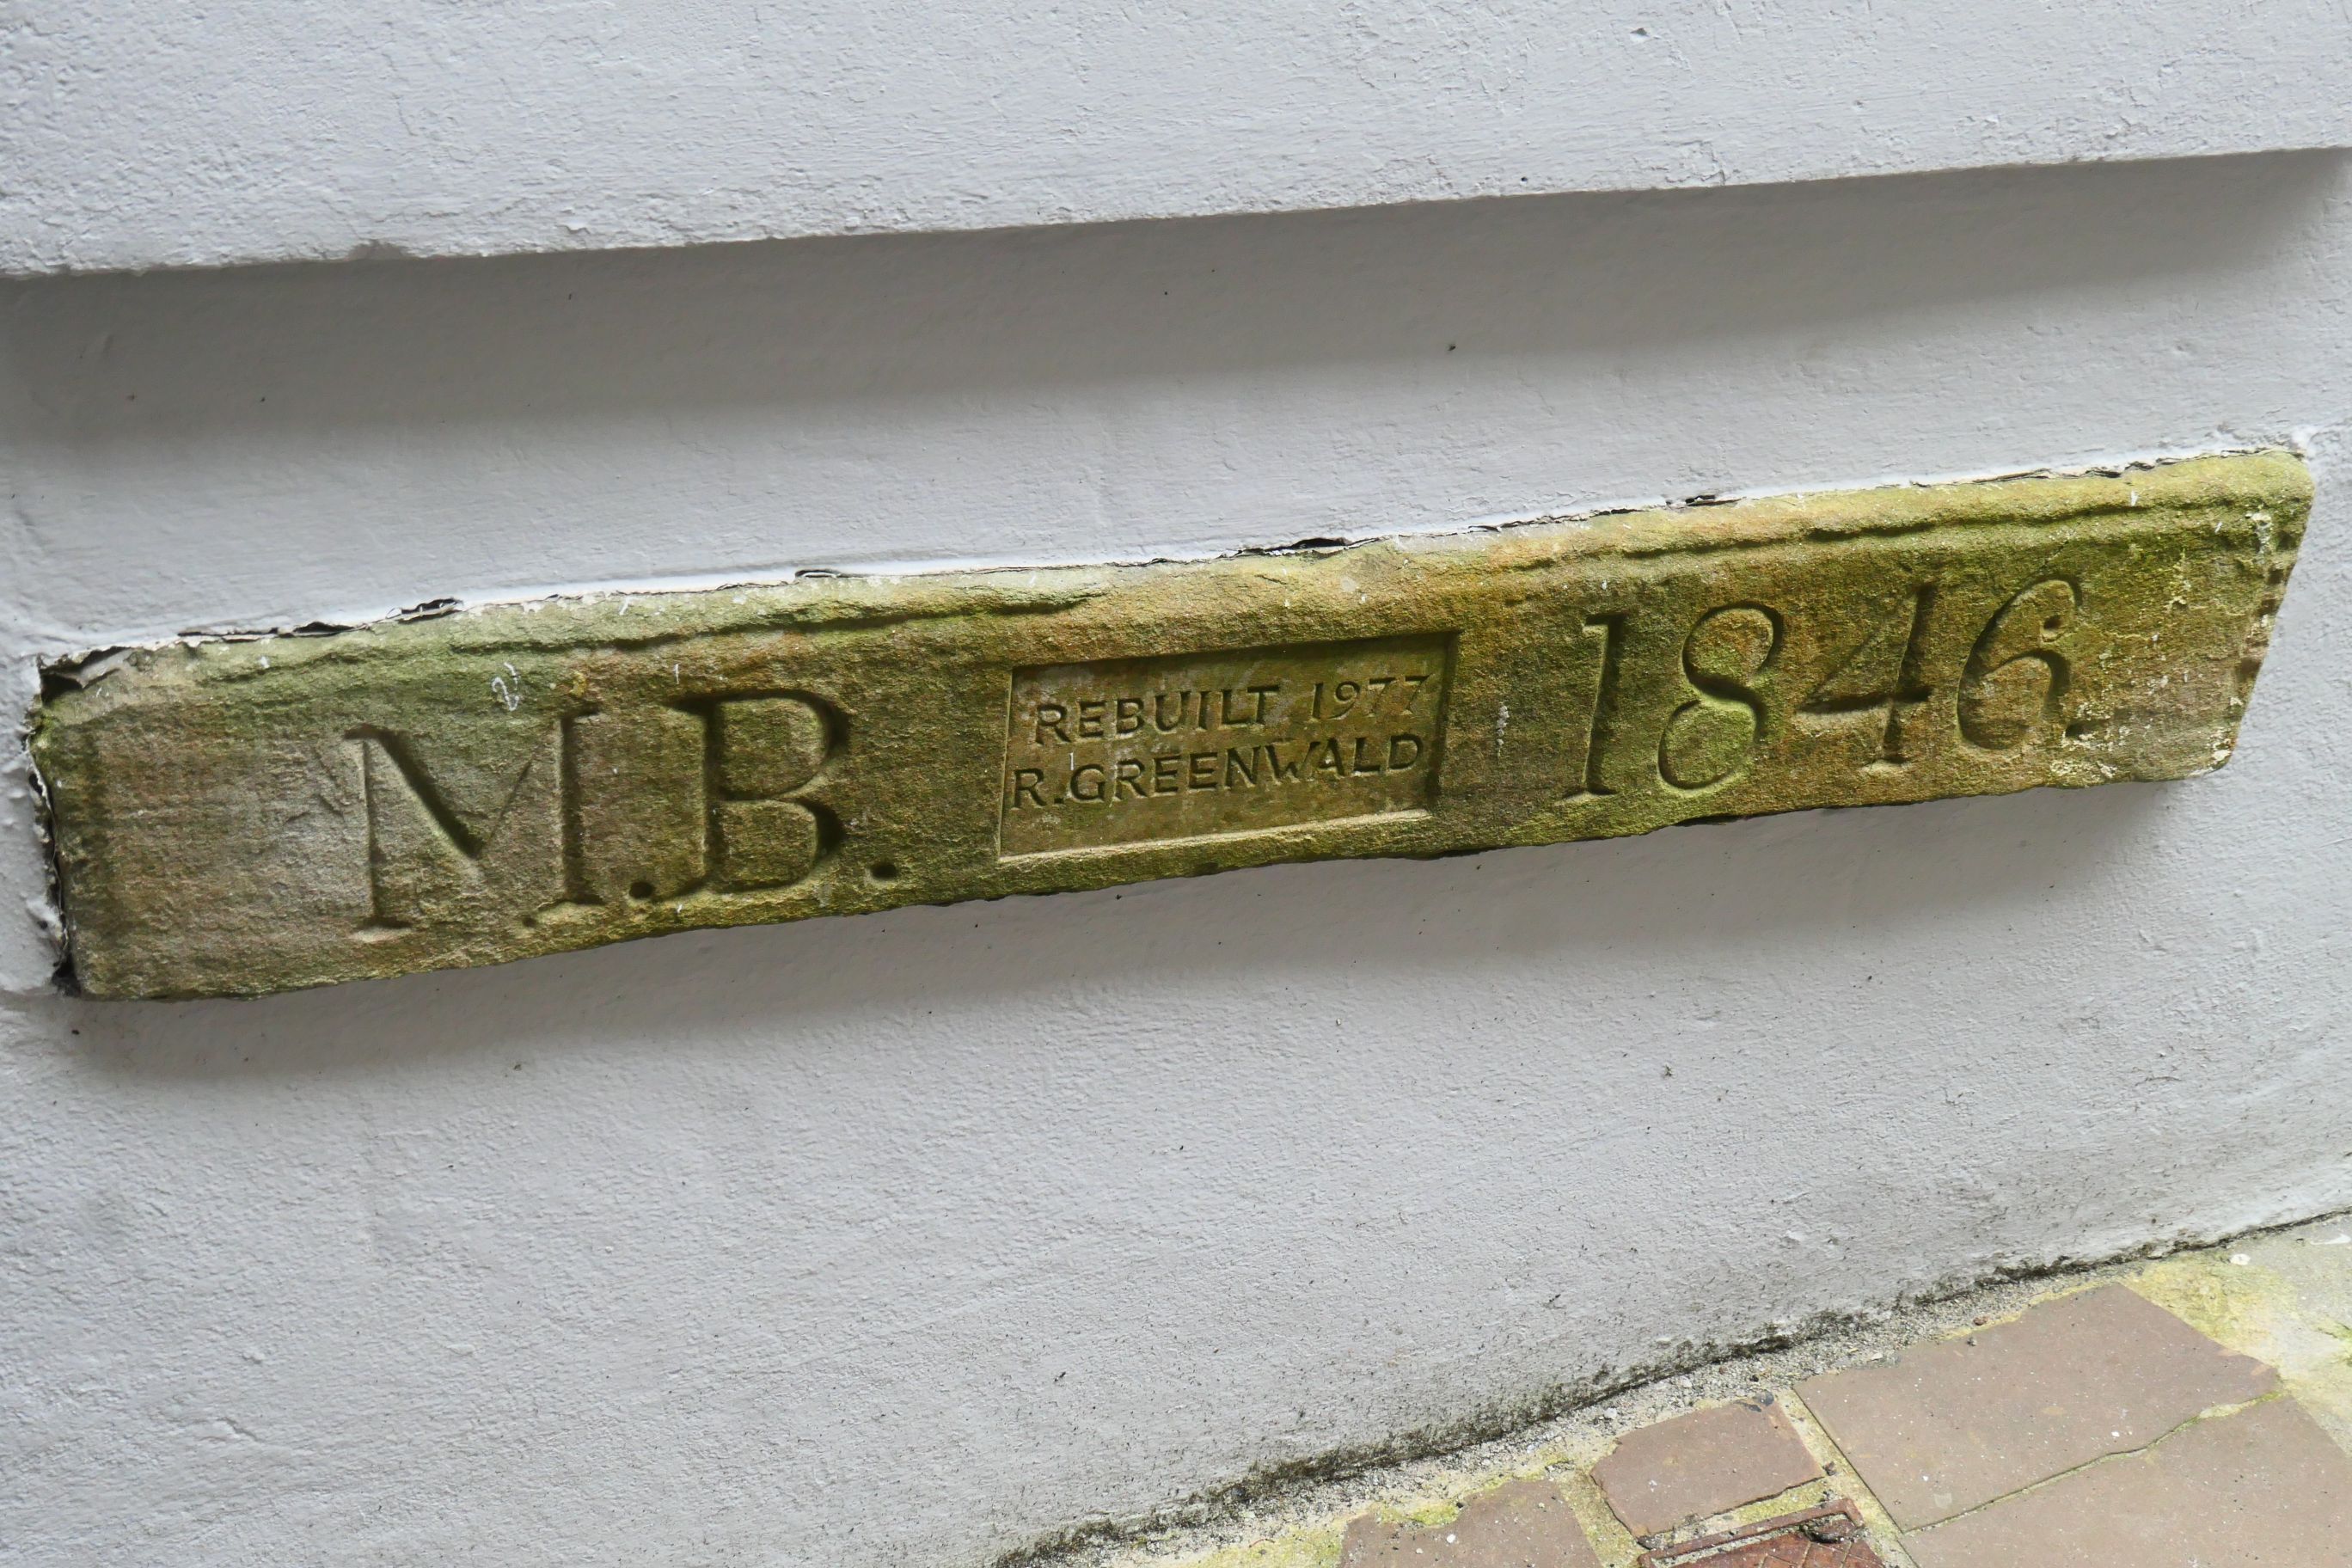 M.B.
REBUILT 1977
R.GREENWALD
1846.